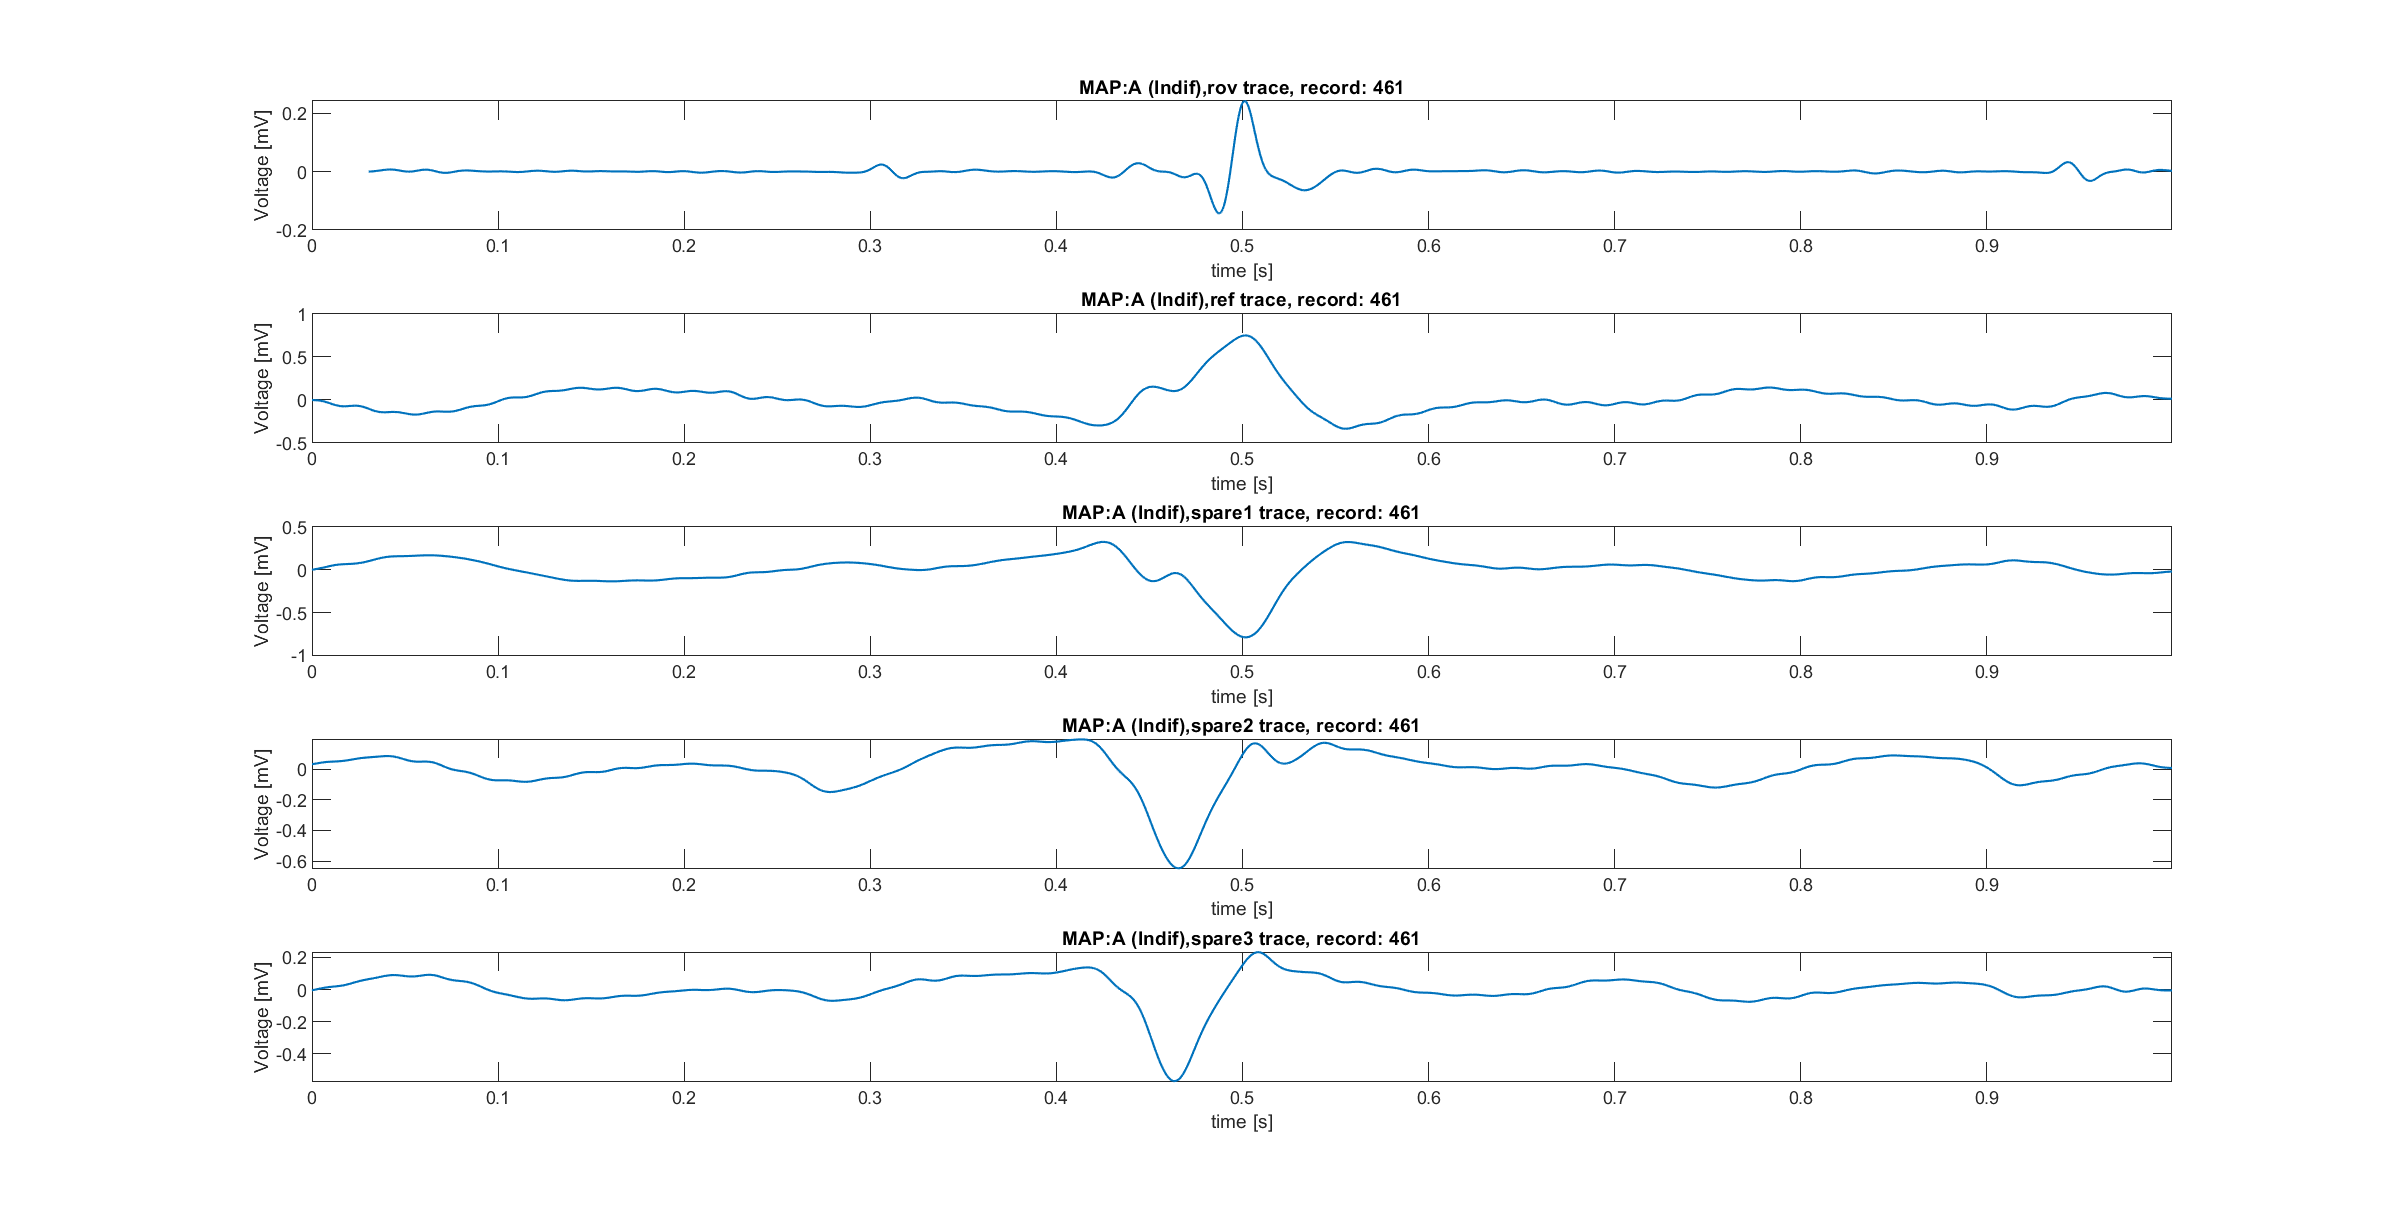 MAP:A (Indif),rov trace, record: 461
Voltage [mV]
0.2
0
-0.2
0 0.1 0.2 0.3 0.4 0.5 0.6 0.7 0.8 0.9
time [s]
MAP:A (Indif),ref trace, record: 461
Voltage [mV]
1
0.5
0
-0.5
0 0.1 0.2 0.3 0.4 0.5 0.6 0.7 0.8 0.9
time [s]
MAP:A (Indif),spare1 trace, record: 461
Voltage [mV]
0.5
0
-0.5
-1
0 0.1 0.2 0.3 0.4 0.5 0.6 0.7 0.8 0.9
time [s]
MAP:A (Indif),spare2 trace, record: 461
Voltage [mV]
0
-0.2
-0.4
-0.6
0 0.1 0.2 0.3 0.4 0.5 0.6 0.7 0.8 0.9
time [s]
MAP:A (Indif),spare3 trace, record: 461
Voltage [mV]
0.2
0
-0.2
-0.4
0 0.1 0.2 0.3 0.4 0.5 0.6 0.7 0.8 0.9
time [s]